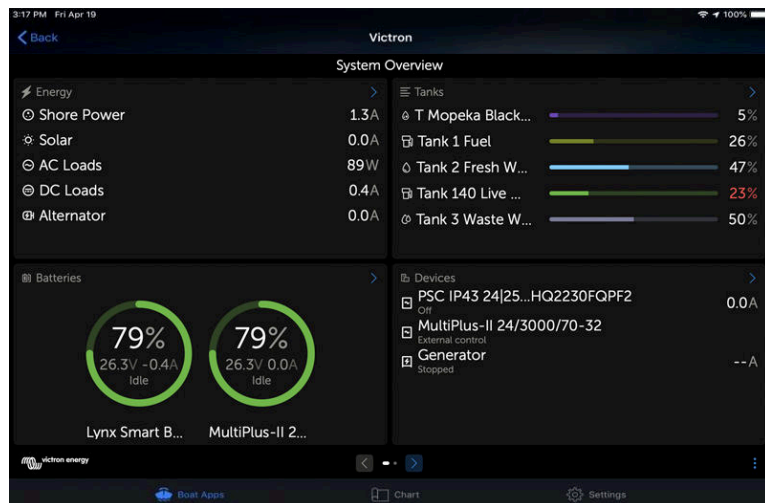 3:17 PM Fri Apr 19
100%
Back
Victron
System Overview
Energy
Shore Power 1.3A
Solar 0.0A
AC Loads 89W
DC Loads 0.4A
Alternator 0.0A
Tanks
T Mopeka Black... 5%
Tank 1 Fuel 26%
Tank 2 Fresh W... 47%
Tank 140 Live ... 23%
Tank 3 Waste W... 50%
Batteries
79%
26.3V -0.4A
Idle
Lynx Smart B...
79%
26.3V 0.0A
Idle
MultiPlus-II 2...
Devices
PSC IP43 24|25...HQ2230FQPF2 0.0A
Off
MultiPlus-II 24/3000/70-32
External control
Generator --A
Stopped
victron energy
Boat Apps
Chart
Settings